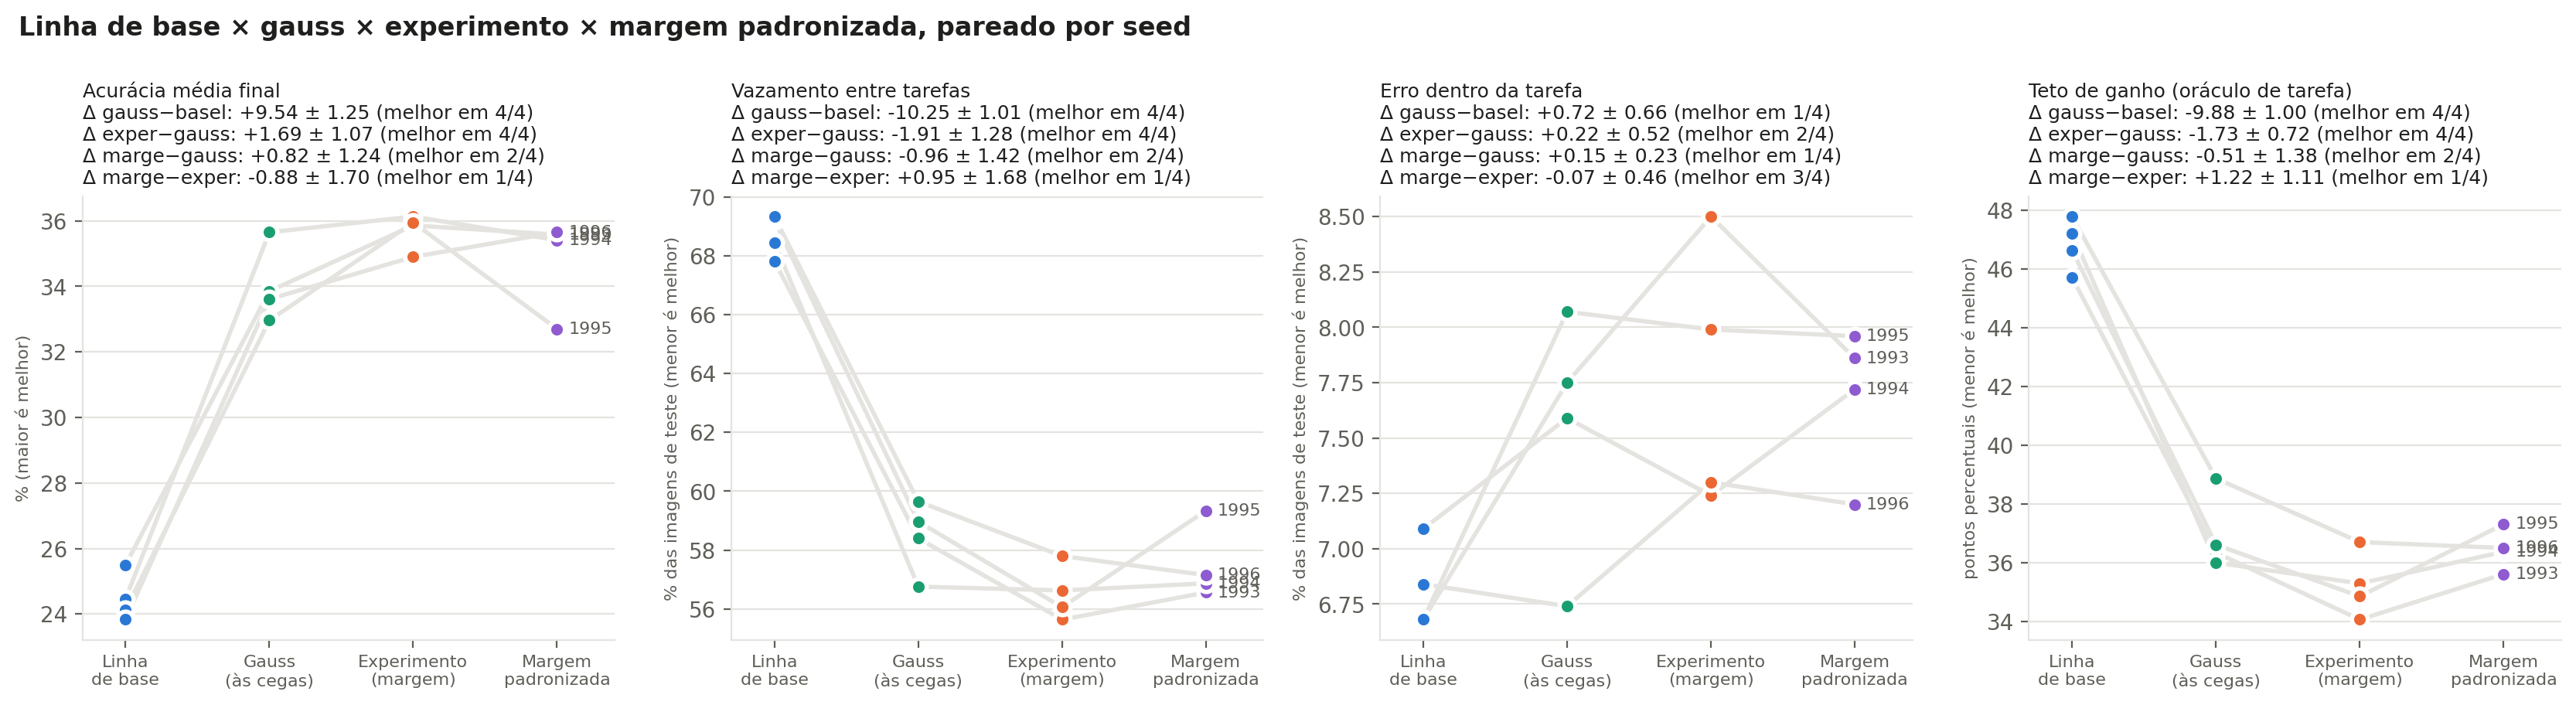 Linha de base × gauss × experimento × margem padronizada, pareado por seed
Acurácia média final
Δ gauss−basel: +9.54 ± 1.25 (melhor em 4/4)
Δ exper−gauss: +1.69 ± 1.07 (melhor em 4/4)
Δ marge−gauss: +0.82 ± 1.24 (melhor em 2/4)
Δ marge−exper: -0.88 ± 1.70 (melhor em 1/4)
% (maior é melhor)
36
34
32
30
28
26
24
1996
1994
1995
Linha
de base
Gauss
(às cegas)
Experimento
(margem)
Margem
padronizada
Vazamento entre tarefas
Δ gauss−basel: -10.25 ± 1.01 (melhor em 4/4)
Δ exper−gauss: -1.91 ± 1.28 (melhor em 4/4)
Δ marge−gauss: -0.96 ± 1.42 (melhor em 2/4)
Δ marge−exper: +0.95 ± 1.68 (melhor em 1/4)
% das imagens de teste (menor é melhor)
70
68
66
64
62
60
58
56
1995
1996
1994
1993
Linha
de base
Gauss
(às cegas)
Experimento
(margem)
Margem
padronizada
Erro dentro da tarefa
Δ gauss−basel: +0.72 ± 0.66 (melhor em 1/4)
Δ exper−gauss: +0.22 ± 0.52 (melhor em 2/4)
Δ marge−gauss: +0.15 ± 0.23 (melhor em 1/4)
Δ marge−exper: -0.07 ± 0.46 (melhor em 3/4)
% das imagens de teste (menor é melhor)
8.50
8.25
8.00
7.75
7.50
7.25
7.00
6.75
1995
1993
1994
1996
Linha
de base
Gauss
(às cegas)
Experimento
(margem)
Margem
padronizada
Teto de ganho (oráculo de tarefa)
Δ gauss−basel: -9.88 ± 1.00 (melhor em 4/4)
Δ exper−gauss: -1.73 ± 0.72 (melhor em 4/4)
Δ marge−gauss: -0.51 ± 1.38 (melhor em 2/4)
Δ marge−exper: +1.22 ± 1.11 (melhor em 1/4)
pontos percentuais (menor é melhor)
48
46
44
42
40
38
36
34
1995
1996
1994
1993
Linha
de base
Gauss
(às cegas)
Experimento
(margem)
Margem
padronizada